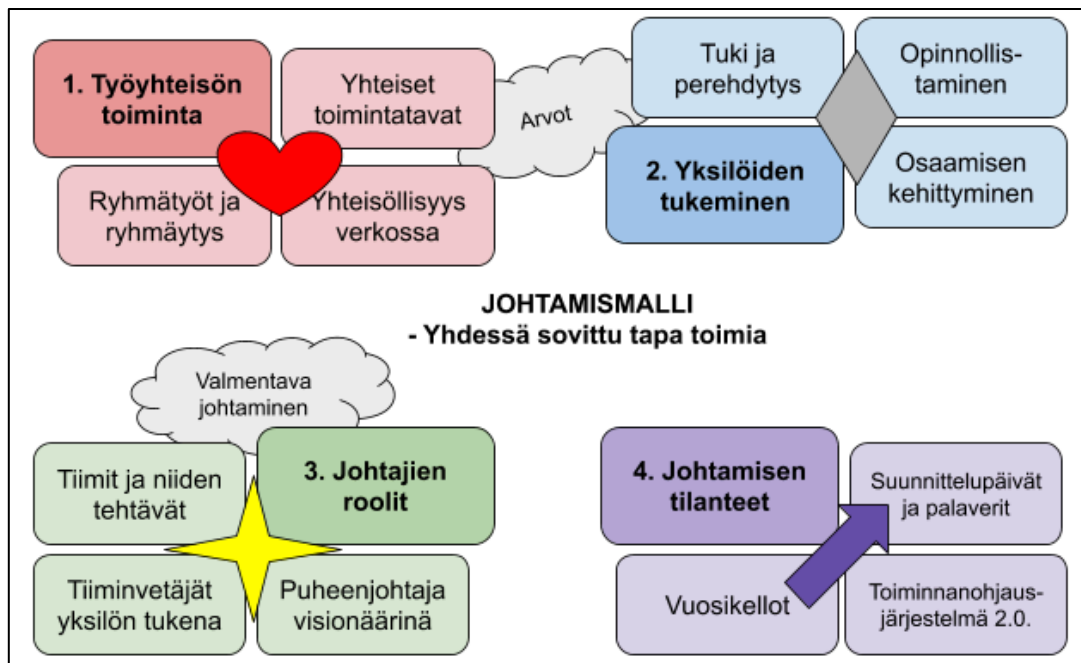 1. Työyhteisön
toiminta
Yhteiset
toimintatavat
Ryhmätyöt ja
ryhmäytys
Yhteisöllisyys
verkossa
Arvot
Tuki ja
perehdytys
Opinnollis-
taminen
2. Yksilöiden
tukeminen
Osaamisen
kehittyminen
JOHTAMISMALLI
- Yhdessä sovittu tapa toimia
Valmentava
johtaminen
Tiimit ja niiden
tehtävät
3. Johtajien
roolit
Tiiminvetäjät
yksilön tukena
Puheenjohtaja
visionäärinä
4. Johtamisen
tilanteet
Suunnittelupäivät
ja palaverit
Vuosikellot
Toiminnanohjaus-
järjestelmä 2.0.